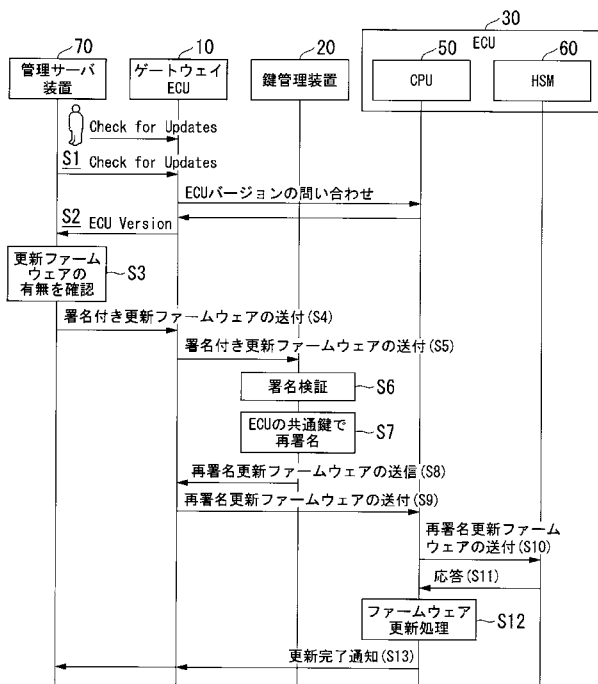 30
ECU
70
10
20
50
60
管理サーバ
装置
ゲートウェイ
ECU
鍵管理装置
CPU
HSM
Check for Updates
S1 Check for Updates
ECUバージョンの問い合わせ
S2 ECU Version
更新ファーム
ウェアの
有無を確認
S3
署名付き更新ファームウェアの送付(S4)
署名付き更新ファームウェアの送付(S5)
署名検証
S6
ECUの共通鍵で
再署名
S7
再署名更新ファームウェアの送信(S8)
再署名更新ファームウェアの送付(S9)
再署名更新ファーム
ウェアの送付(S10)
応答(S11)
ファームウェア
更新処理
S12
更新完了通知(S13)